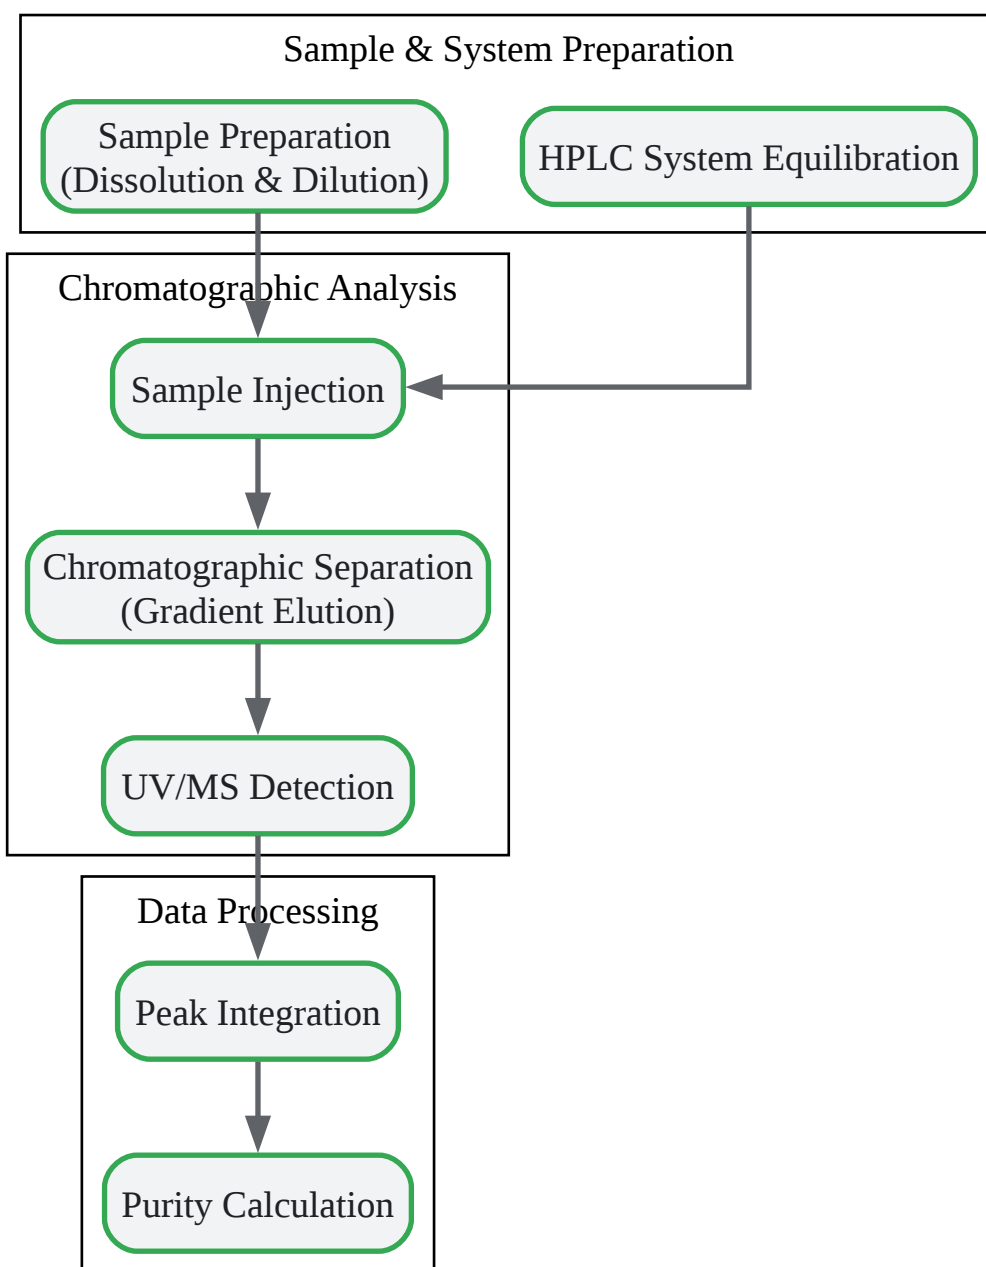 Sample & System Preparation
Sample Preparation
(Dissolution & Dilution)
HPLC System Equilibration
Chromatographic Analysis
Sample Injection
Chromatographic Separation
(Gradient Elution)
UV/MS Detection
Data Processing
Peak Integration
Purity Calculation